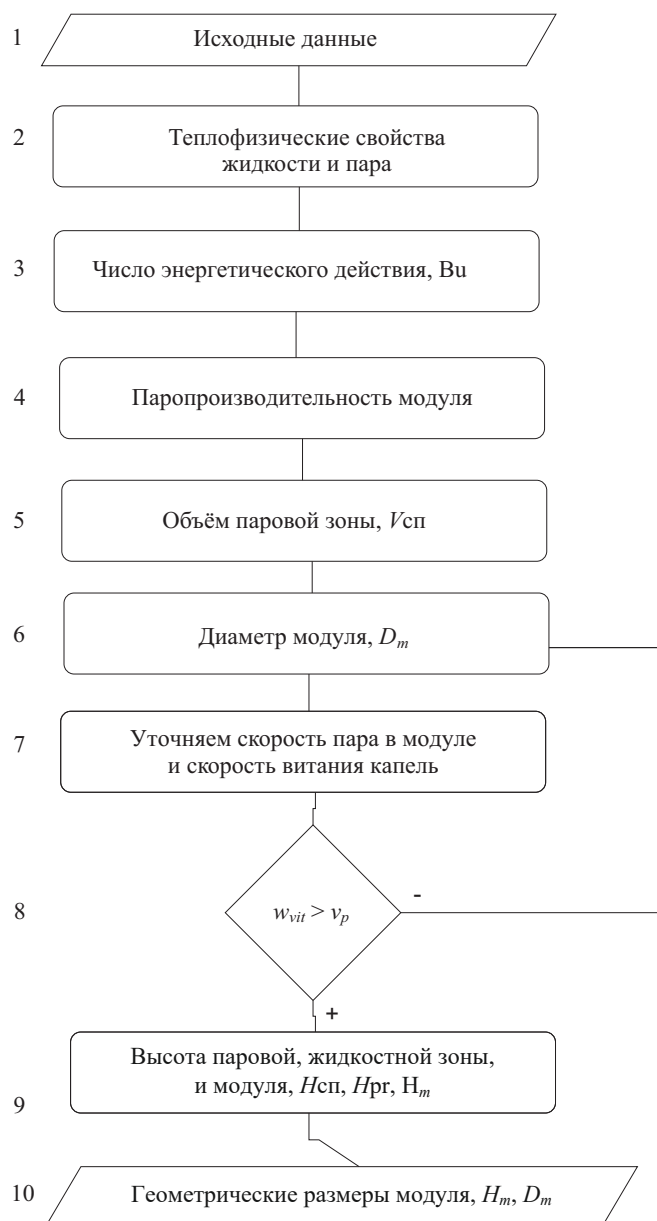 1
Исходные данные
2
Теплофизические свойства
жидкости и пара
3
Число энергетического действия, Bu
4
Паропроизводительность модуля
5
Объём паровой зоны, Vсп
6
Диаметр модуля, Dm
7
Уточняем скорость пара в модуле
и скорость витания капель
-
8
wvit > vp
+
Высота паровой, жидкостной зоны,
и модуля, Hсп, Hpr, Hm
9
10
Геометрические размеры модуля, Hm, Dm